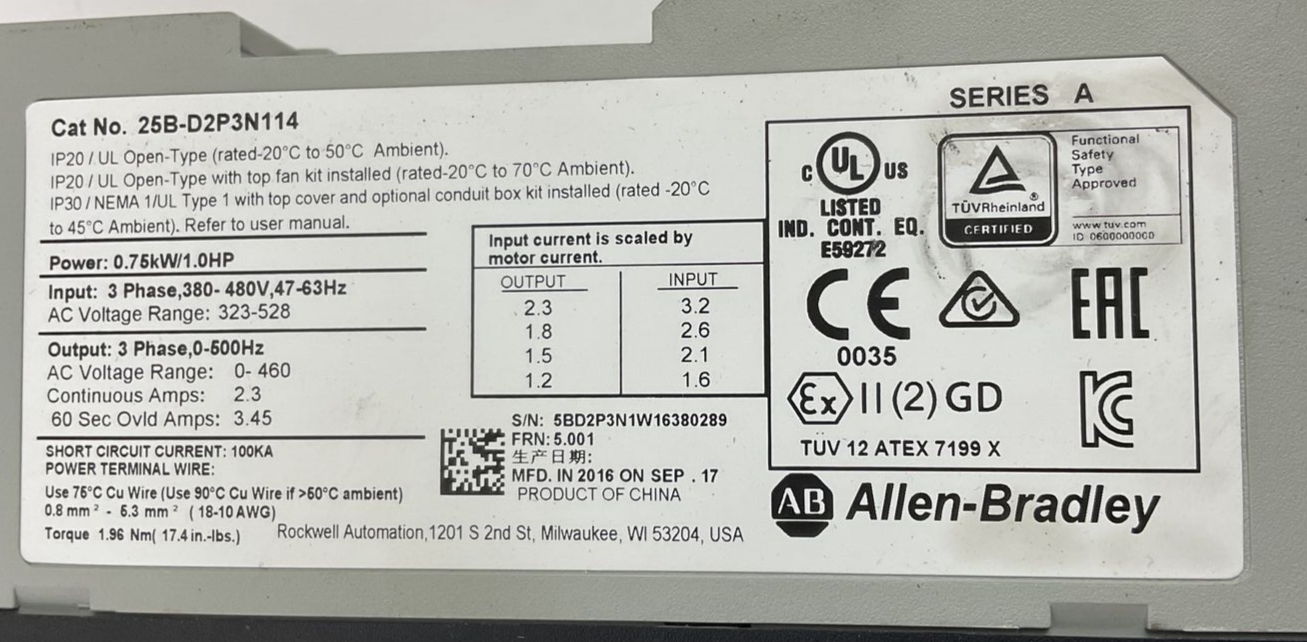 SERIES A
Cat No. 25B-D2P3N114
IP20 / UL Open-Type (rated-20°C to 50°C Ambient).
IP20 / UL Open-Type with top fan kit installed (rated-20°C to 70°C Ambient).
IP30 / NEMA 1/UL Type 1 with top cover and optional conduit box kit installed (rated -20°C
to 45°C Ambient). Refer to user manual.
Power: 0.75kW/1.0HP
Input: 3 Phase,380- 480V,47-63Hz
AC Voltage Range: 323-528
Output: 3 Phase,0-500Hz
AC Voltage Range: 0- 460
Continuous Amps: 2.3
60 Sec Ovld Amps: 3.45
SHORT CIRCUIT CURRENT: 100KA
POWER TERMINAL WIRE:
Use 75°C Cu Wire (Use 90°C Cu Wire if >50°C ambient)
0.8 mm² - 5.3 mm² ( 18-10 AWG)
Torque 1.96 Nm( 17.4 in.-lbs.)
Input current is scaled by
motor current.
OUTPUT INPUT
2.3 3.2
1.8 2.6
1.5 2.1
1.2 1.6
S/N: 5BD2P3N1W16380289
FRN: 5.001
生产日期:
MFD. IN 2016 ON SEP . 17
PRODUCT OF CHINA
Rockwell Automation,1201 S 2nd St, Milwaukee, WI 53204, USA
C UL US
LISTED
IND. CONT. EQ.
E59272
TÜVRheinland
CERTIFIED
Functional
Safety
Type
Approved
www.tuv.com
ID 0600000000
CE
0035
EAC
Ex II (2) GD
TUV 12 ATEX 7199 X
AB Allen-Bradley